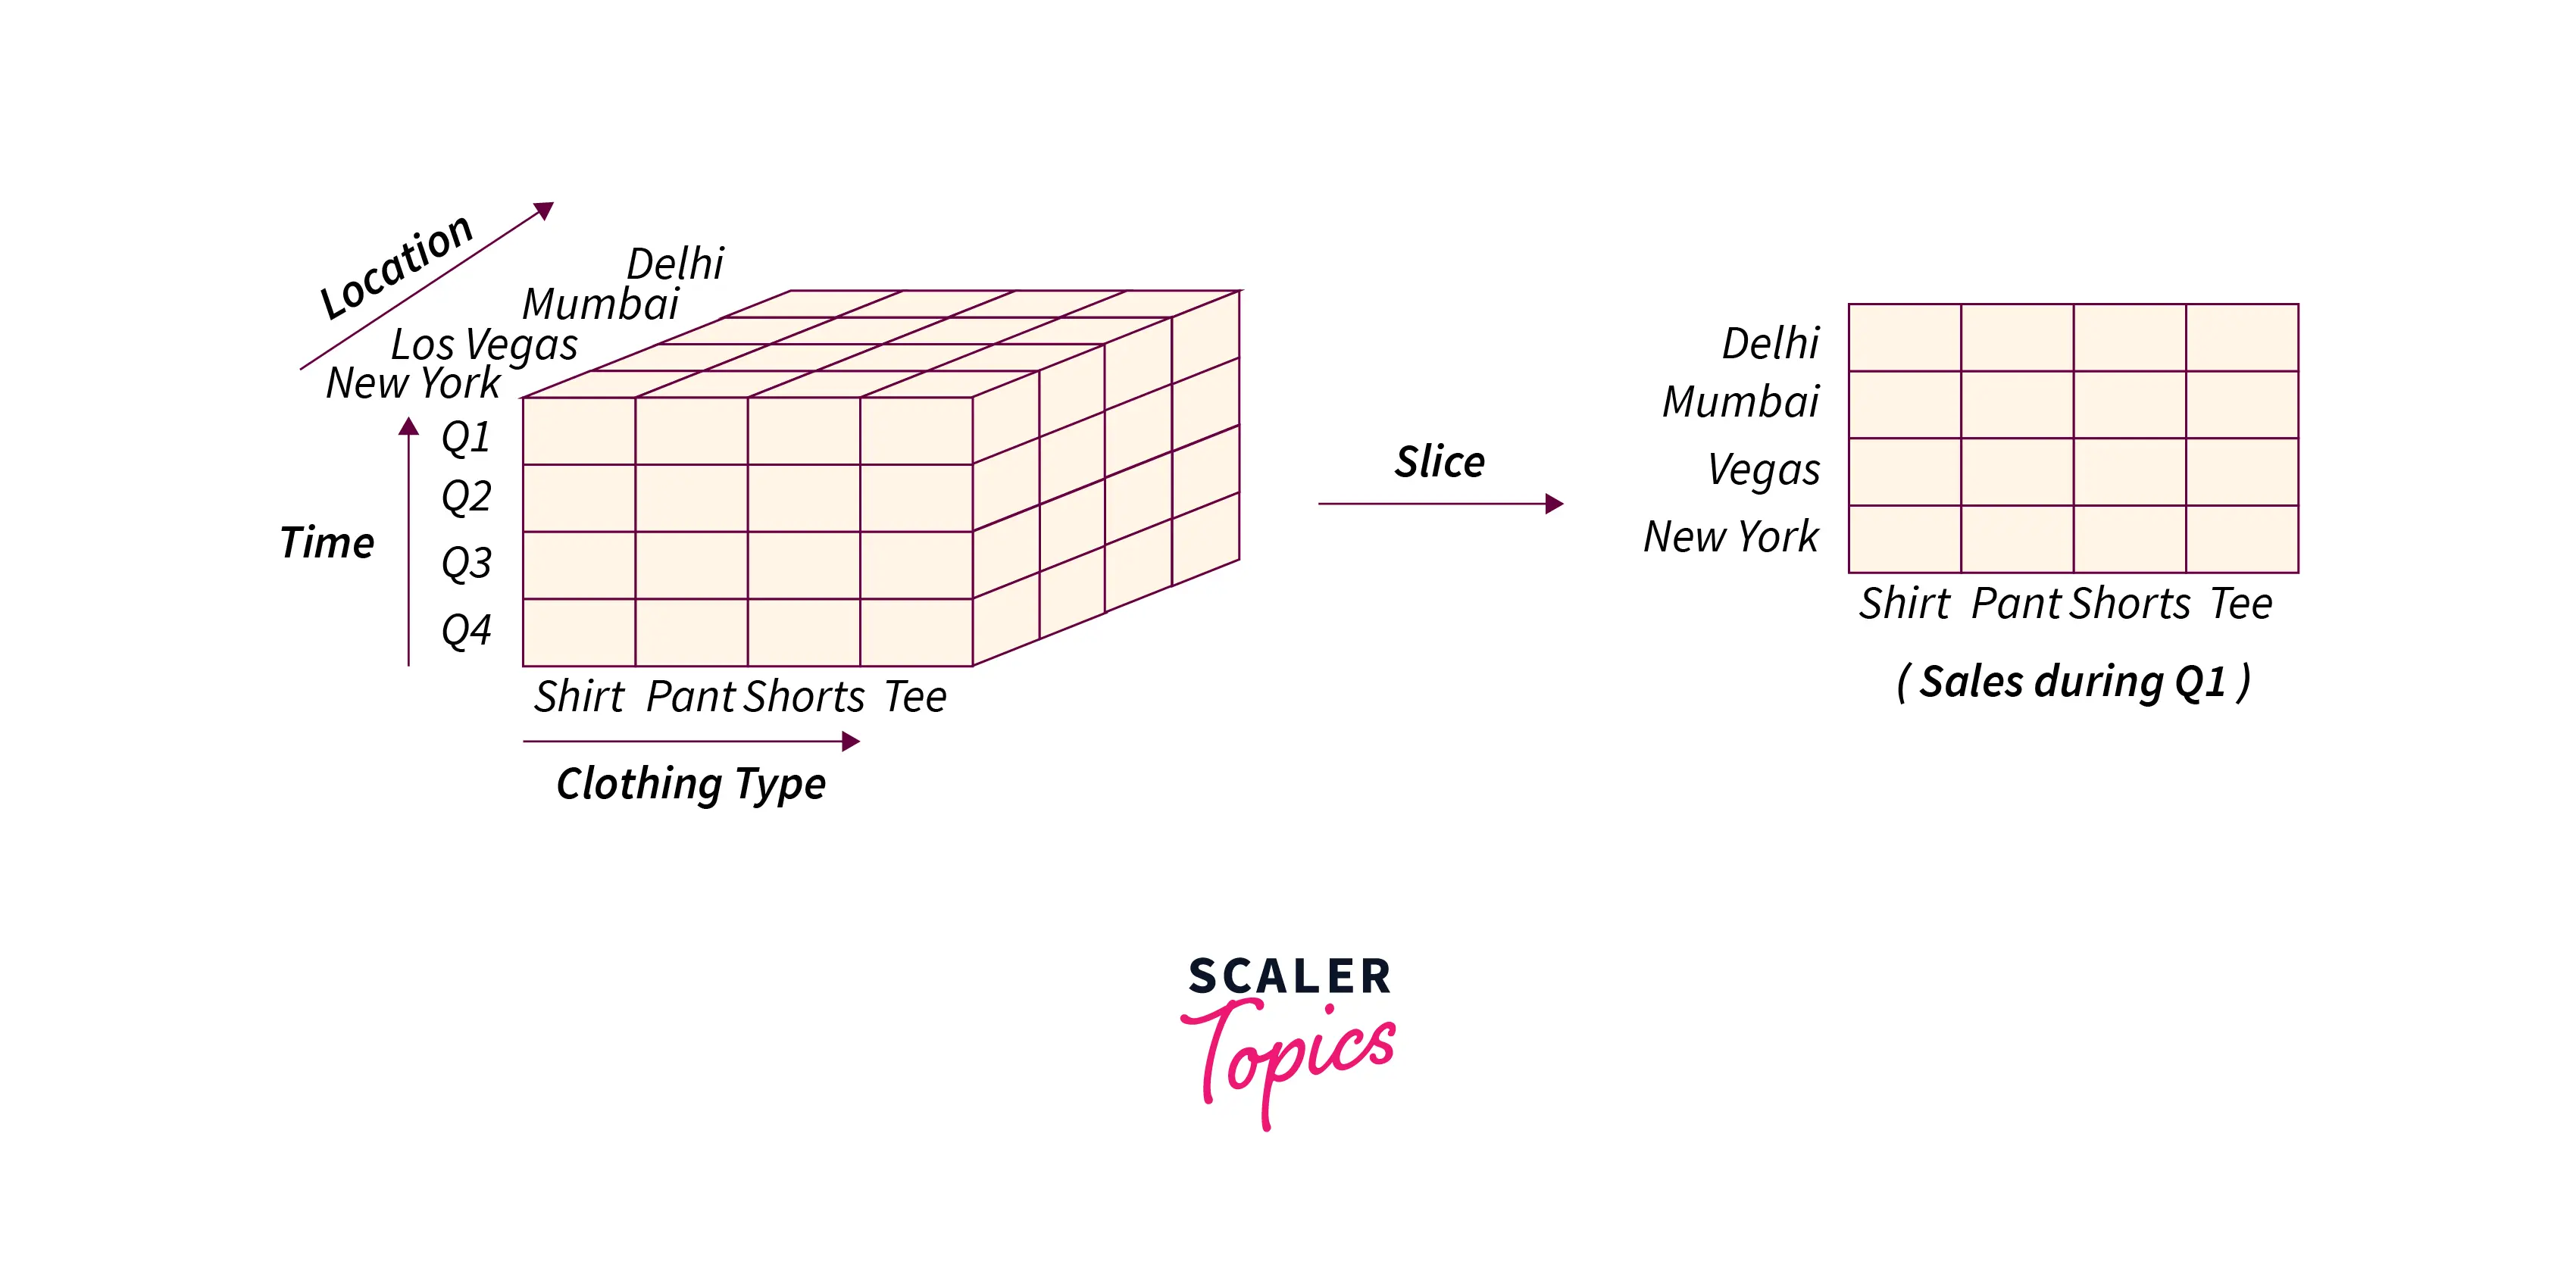 Location
Delhi
Mumbai
Los Vegas
New York
Time
Q1
Q2
Q3
Q4
Shirt Pant Shorts Tee
Clothing Type
Slice
Delhi
Mumbai
Vegas
New York
Shirt Pant Shorts Tee
( Sales during Q1 )
SCALER
Topics